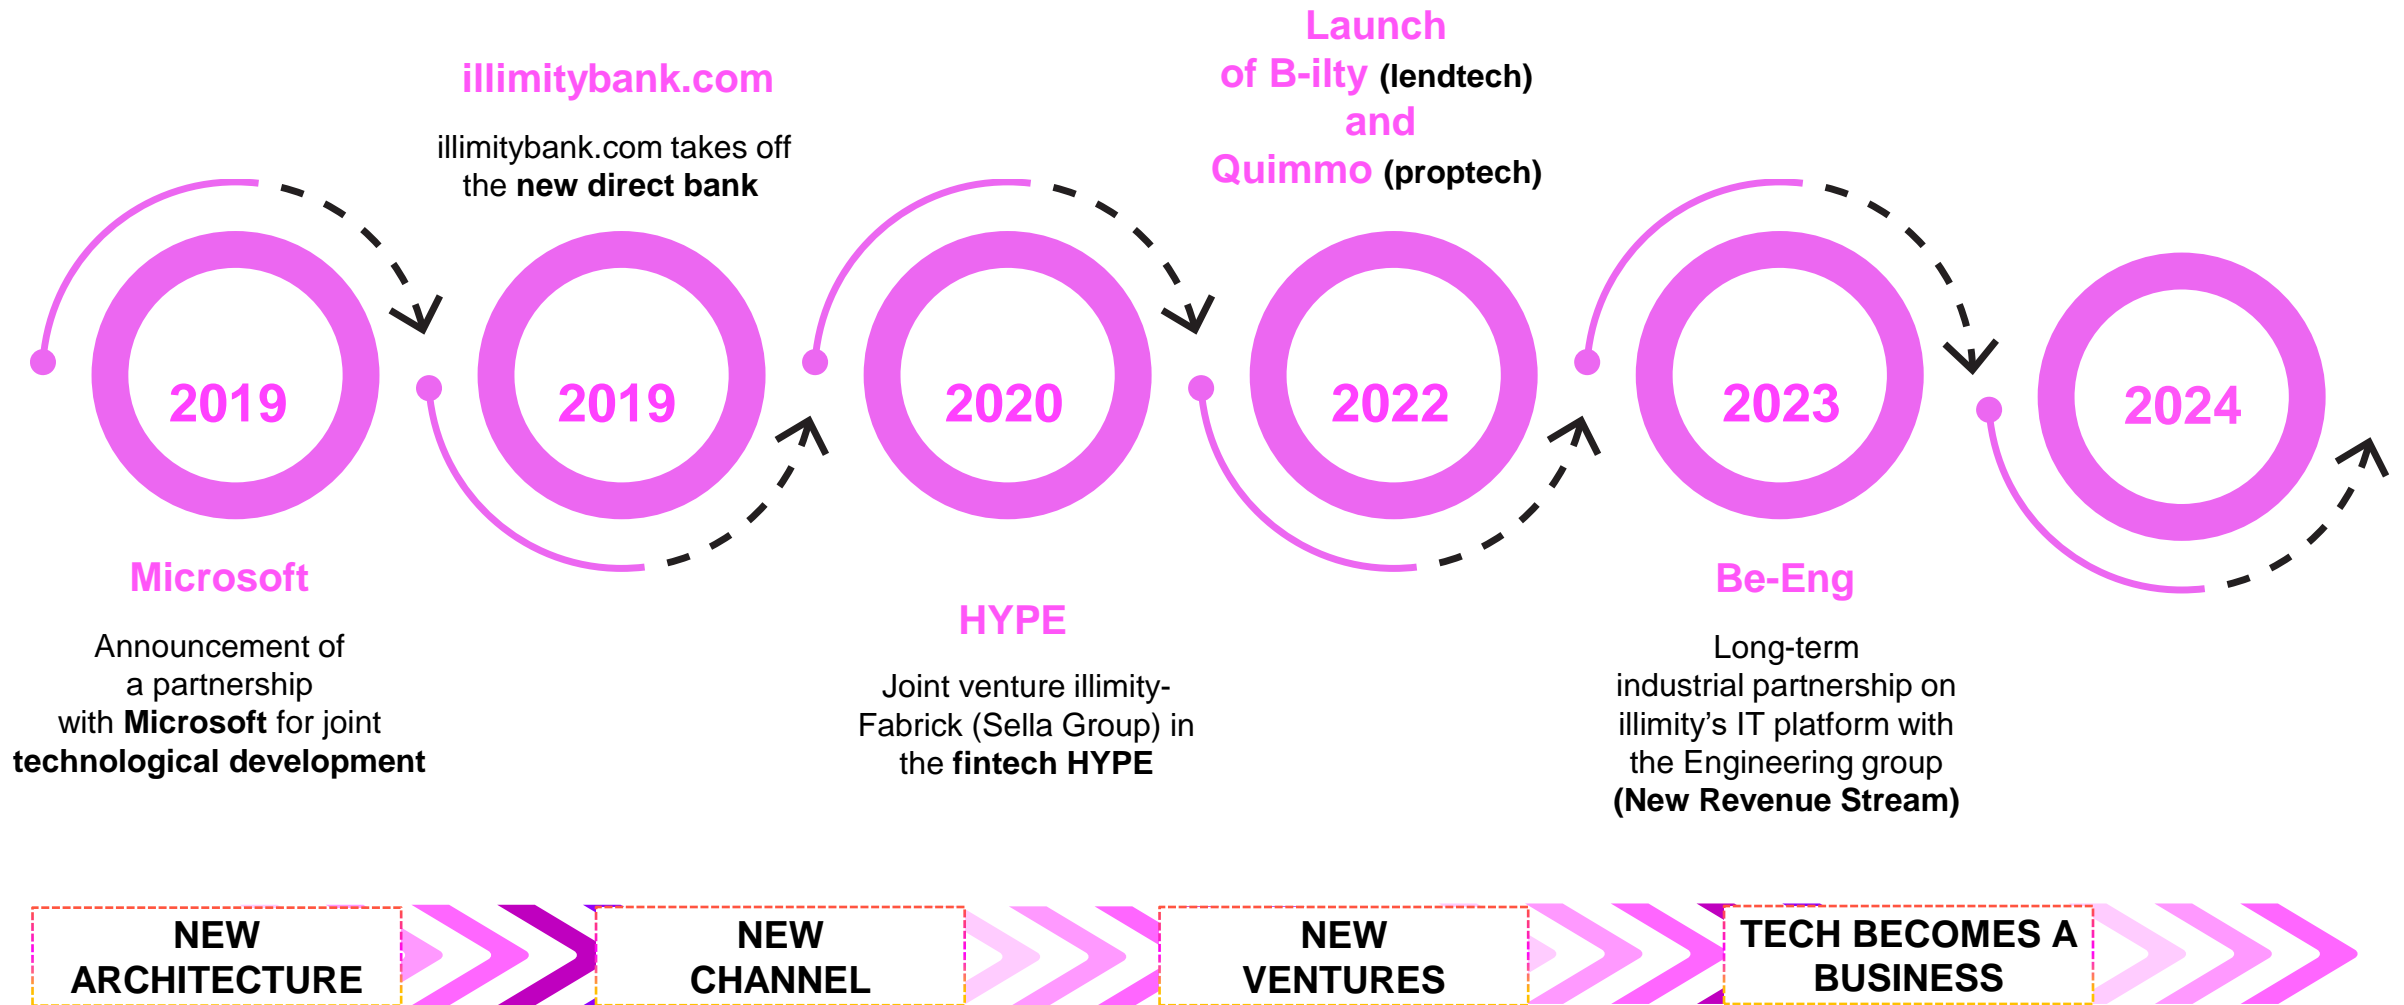 Launch
of B-ilty (lendtech)
and
Quimmo (proptech)
illimitybank.com
illimitybank.com takes off
the new direct bank
2019
2019
2020
2022
2023
2024
Microsoft
Announcement of
a partnership
with Microsoft for joint
technological development
HYPE
Joint venture illimity-
Fabrick (Sella Group) in
the fintech HYPE
Be-Eng
Long-term
industrial partnership on
illimity’s IT platform with
the Engineering group
(New Revenue Stream)
NEW
ARCHITECTURE
NEW
CHANNEL
NEW
VENTURES
TECH BECOMES A
BUSINESS